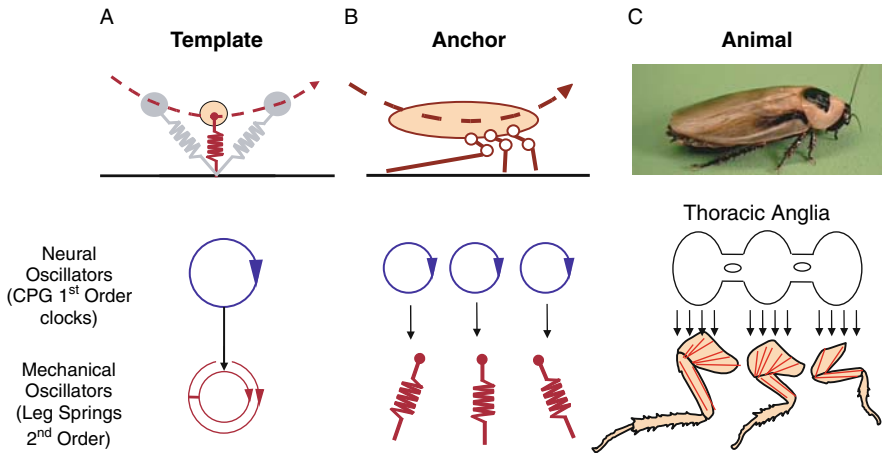 A
B
C
Template
Anchor
Animal
Thoracic Anglia
Neural
Oscillators
(CPG 1st Order
clocks)
Mechanical
Oscillators
(Leg Springs
2nd Order)